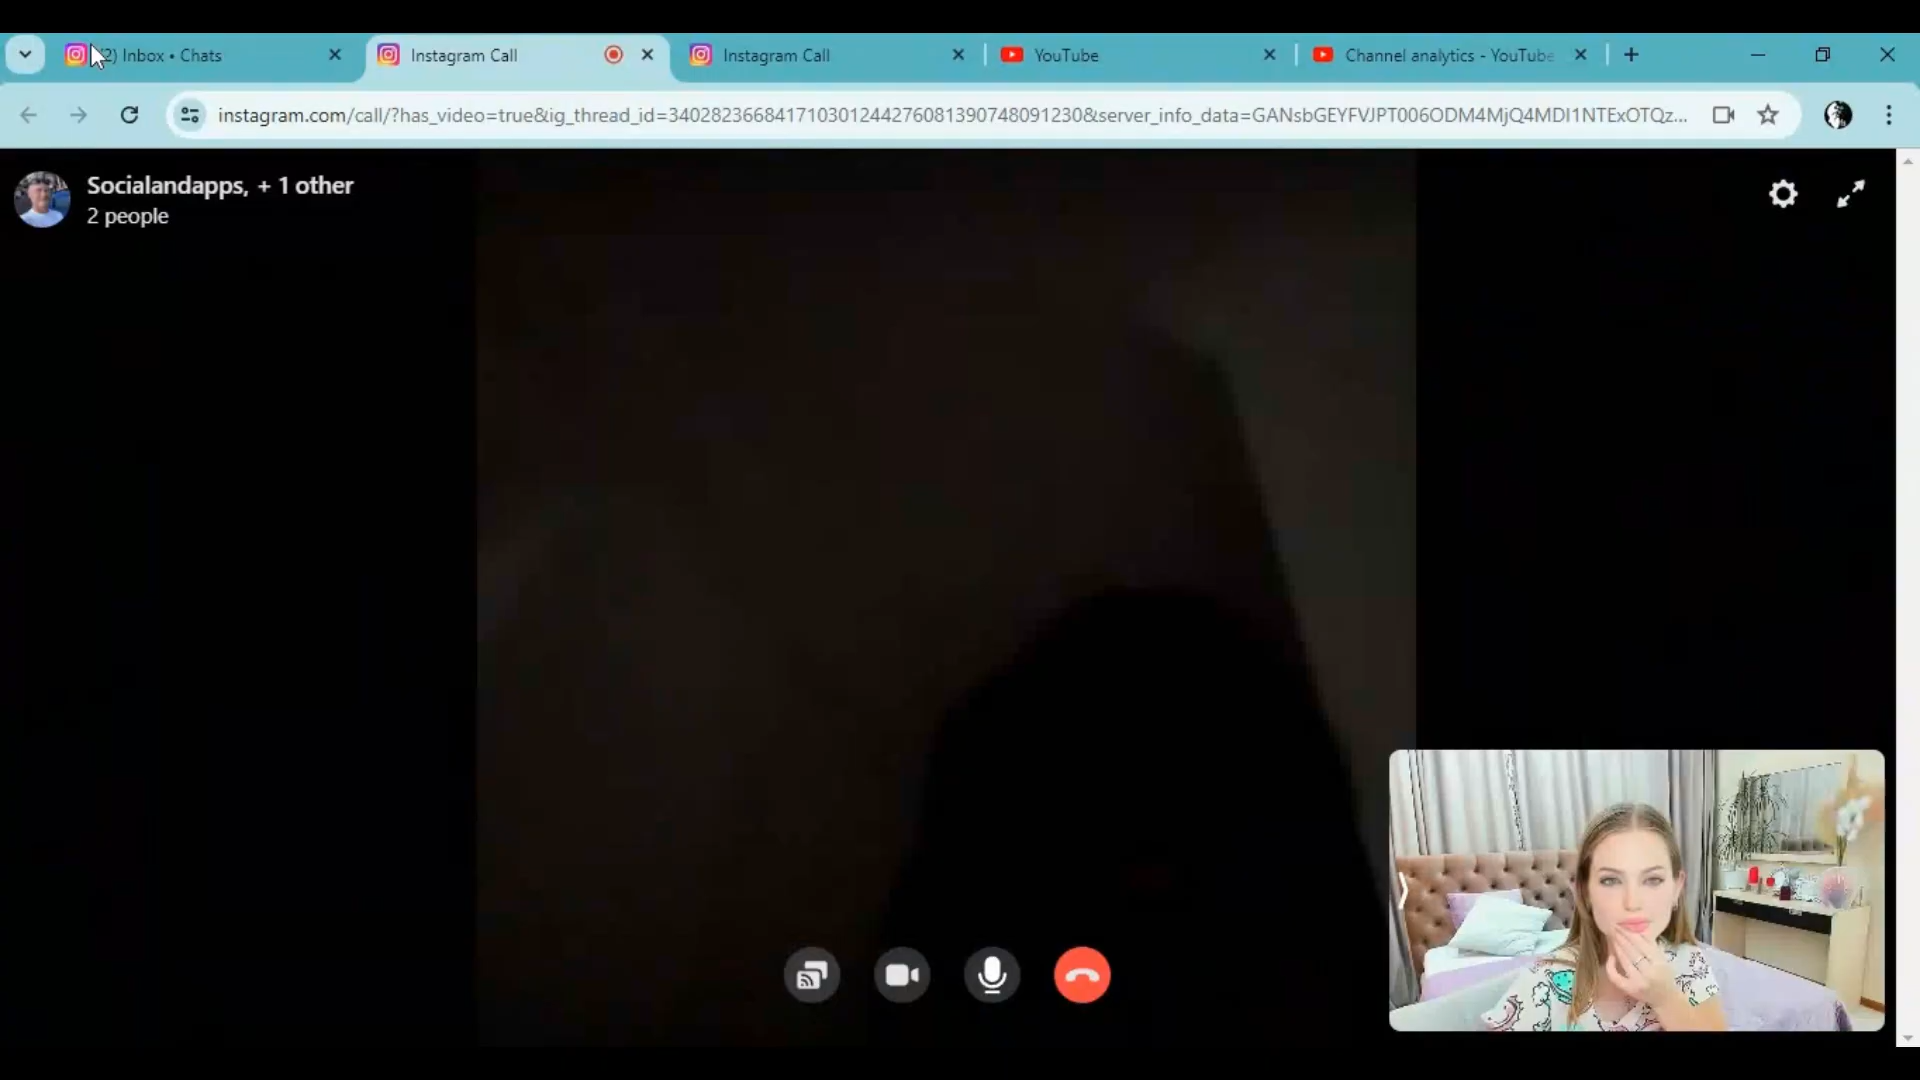 (2) Inbox • Chats
Instagram Call
Instagram Call
YouTube
Channel analytics - YouTube
instagram.com/call/?has_video=true&ig_thread_id=340282366841710301244276081390748091230&server_info_data=GANsbGEYFVJPT006ODM4MjQ4MDI1NTExOTQz...
Socialandapps, + 1 other
2 people